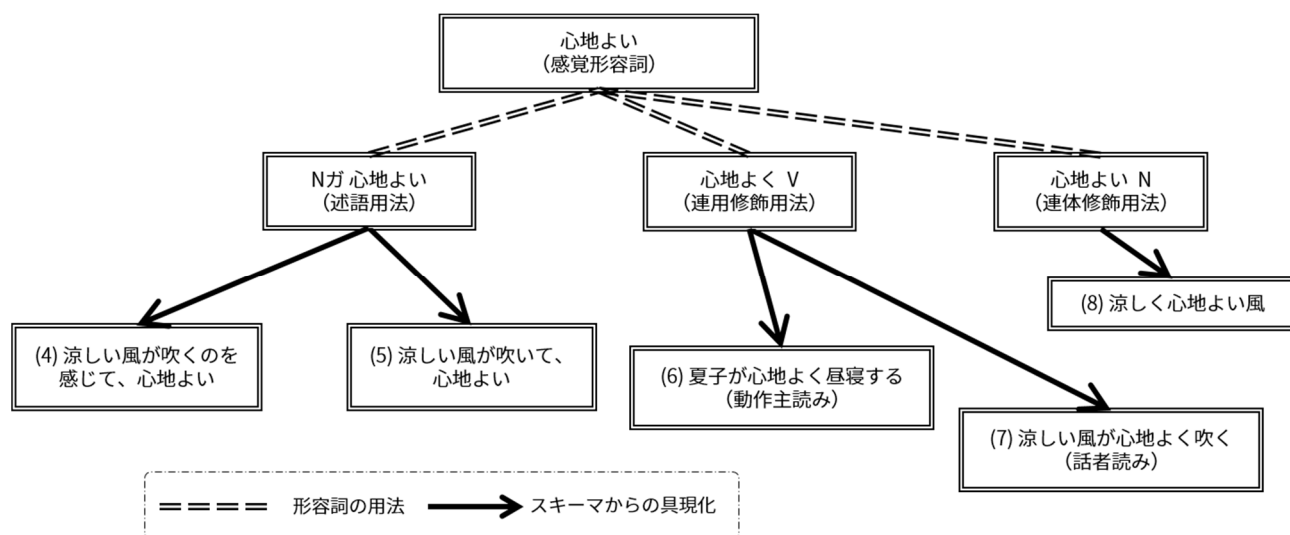 心地よい
（感覚形容詞）
Nガ 心地よい
（述語用法）
心地よく V
（連用修飾用法）
心地よい N
（連体修飾用法）
(4) 涼しい風が吹くのを
感じて、心地よい
(5) 涼しい風が吹いて、
心地よい
(6) 夏子が心地よく昼寝する
（動作主読み）
(7) 涼しい風が心地よく吹く
（話者読み）
(8) 涼しく心地よい風
形容詞の用法
スキーマからの具現化